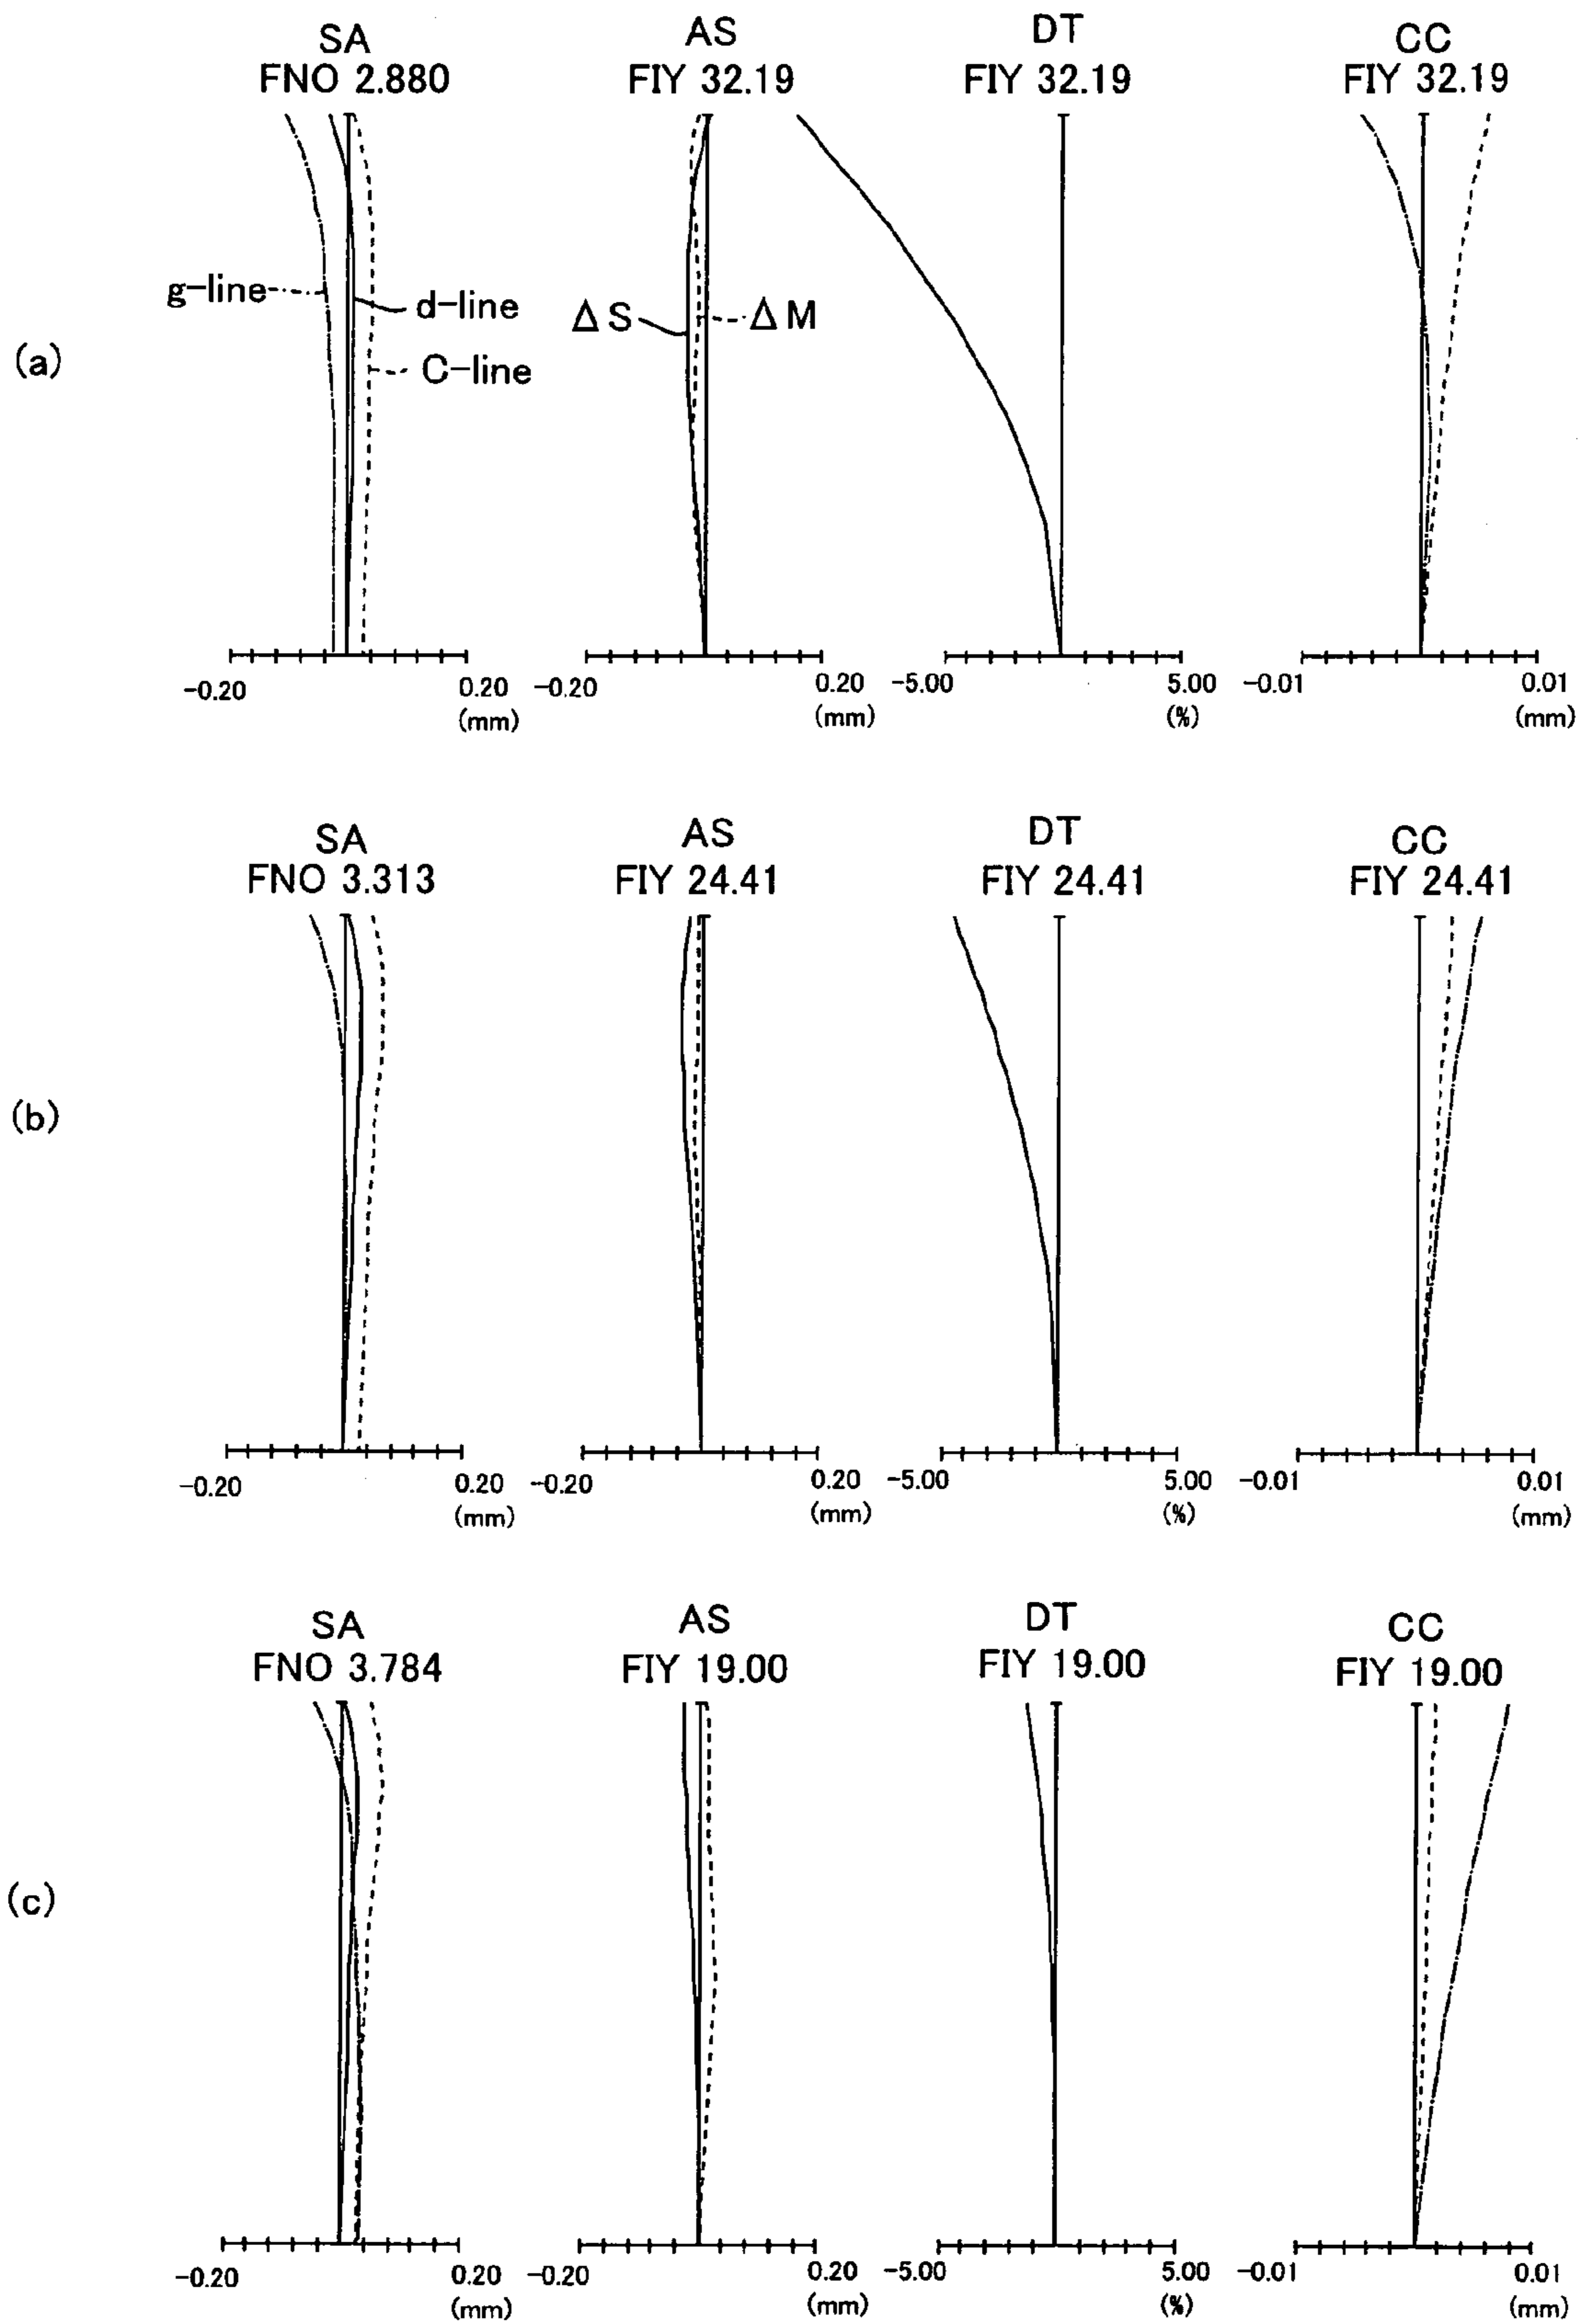 SA AS DT CC
FNO 2.880 FIY 32.19 FIY 32.19 FIY 32.19
g-line d-line ΔS ΔM
(a)
C-line
-0.20 0.20 -0.20 0.20 -5.00 5.00 -0.01 0.01
(mm) (mm) (%) (mm)
SA AS DT CC
FNO 3.313 FIY 24.41 FIY 24.41 FIY 24.41
(b)
-0.20 0.20 -0.20 0.20 -5.00 5.00 -0.01 0.01
(mm) (mm) (%) (mm)
SA AS DT CC
FNO 3.784 FIY 19.00 FIY 19.00 FIY 19.00
(c)
-0.20 0.20 -0.20 0.20 -5.00 5.00 -0.01 0.01
(mm) (mm) (%) (mm)